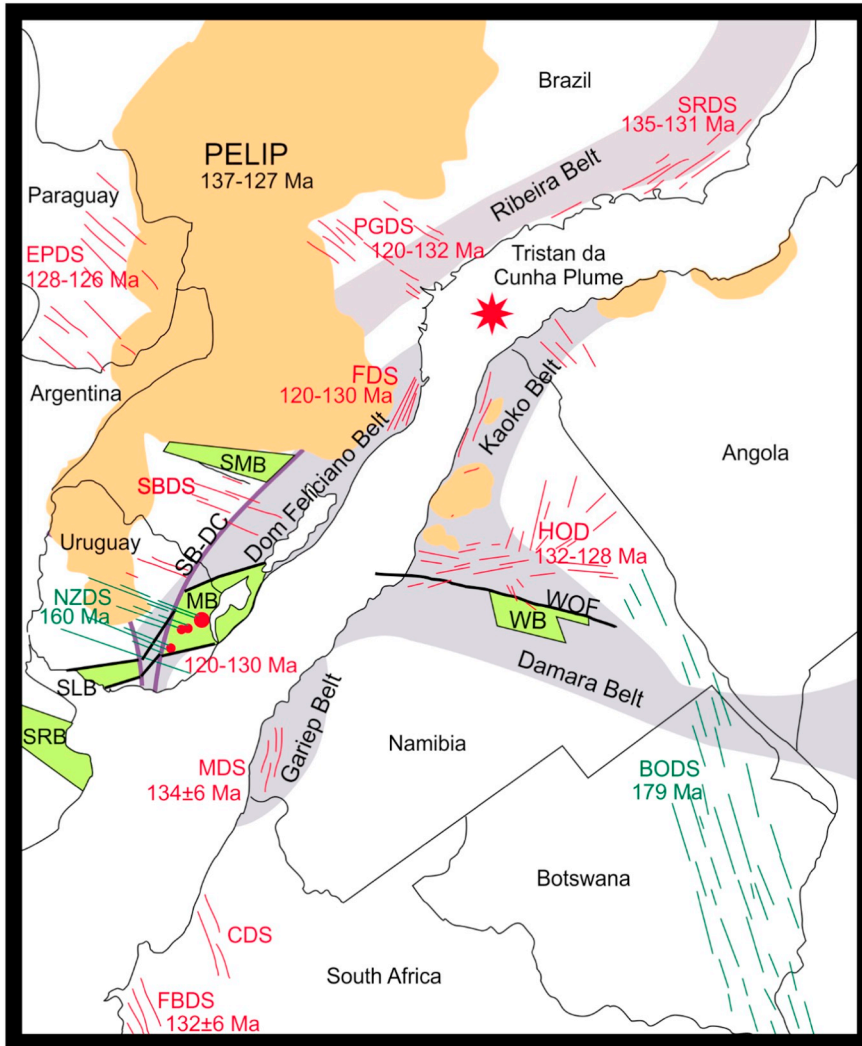 Brazil
SRDS
135-131 Ma
PELIP
137-127 Ma
Ribeira Belt
Paraguay
PGDS
120-132 Ma
EPDS
128-126 Ma
Tristan da
Cunha Plume
Argentina
FDS
120-130 Ma
Kaoko Belt
Angola
SMB
SBDS
Dom Feliciano Belt
SB-DC
Uruguay
HOD
132-128 Ma
NZDS
160 Ma
MB
WOF
WB
120-130 Ma
SLB
Damara Belt
SRB
Gariep Belt
Namibia
MDS
134±6 Ma
BODS
179 Ma
Botswana
CDS
South Africa
FBDS
132±6 Ma